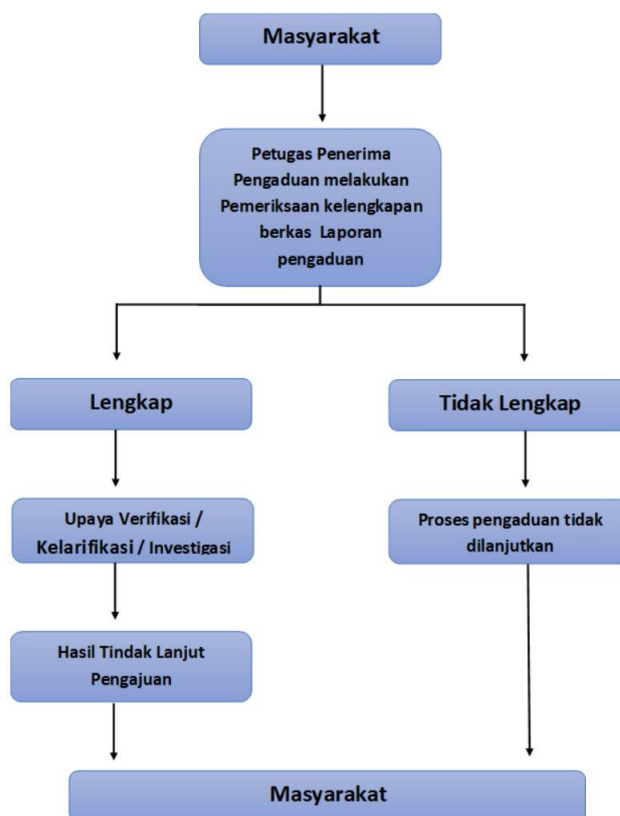 Masyarakat
Petugas Penerima
Pengaduan melakukan
Pemeriksaan kelengkapan
berkas Laporan
pengaduan
Lengkap
Tidak Lengkap
Upaya Verifikasi /
Kelarifikasi / Investigasi
Proses pengaduan tidak
dilanjutkan
Hasil Tindak Lanjut
Pengajuan
Masyarakat